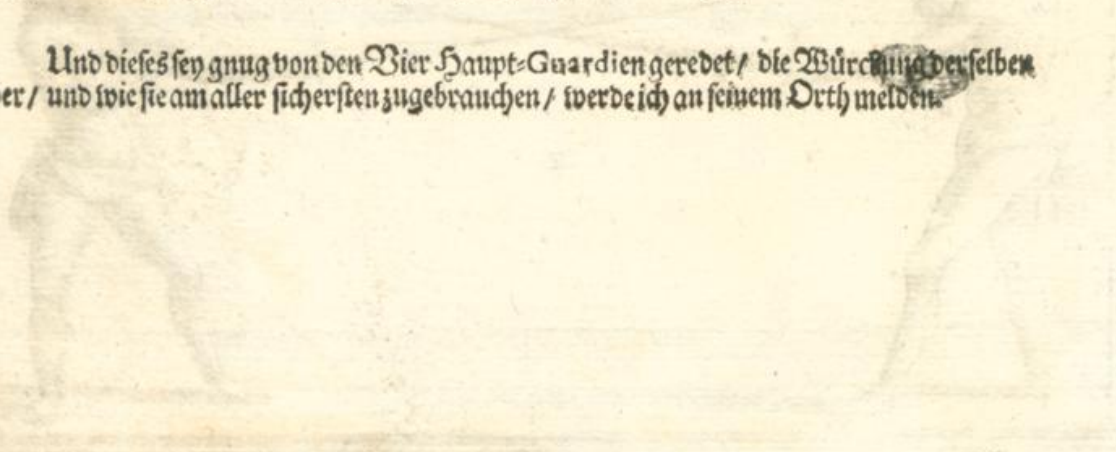 Und dieses sey gnug von den Vier Haupt-Guardien geredet / die Würckung derselben
er / und wie sie am aller sichersten zugebrauchen / werde ich an seinem Orth melden.